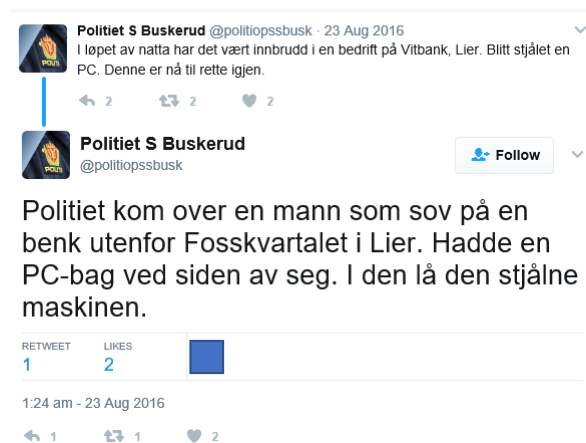 Politiet S Buskerud @politiopssbusk · 23 Aug 2016
I løpet av natta har det vært innbrudd i en bedrift på Vitbank, Lier. Blitt stjålet en
PC. Denne er nå til rette igjen.
2 2 2
Politiet S Buskerud
@politiopssbusk
Follow
Politiet kom over en mann som sov på en
benk utenfor Fosskvartalet i Lier. Hadde en
PC-bag ved siden av seg. I den lå den stjålne
maskinen.
RETWEET LIKES
1 2
1:24 am - 23 Aug 2016
1 1 2